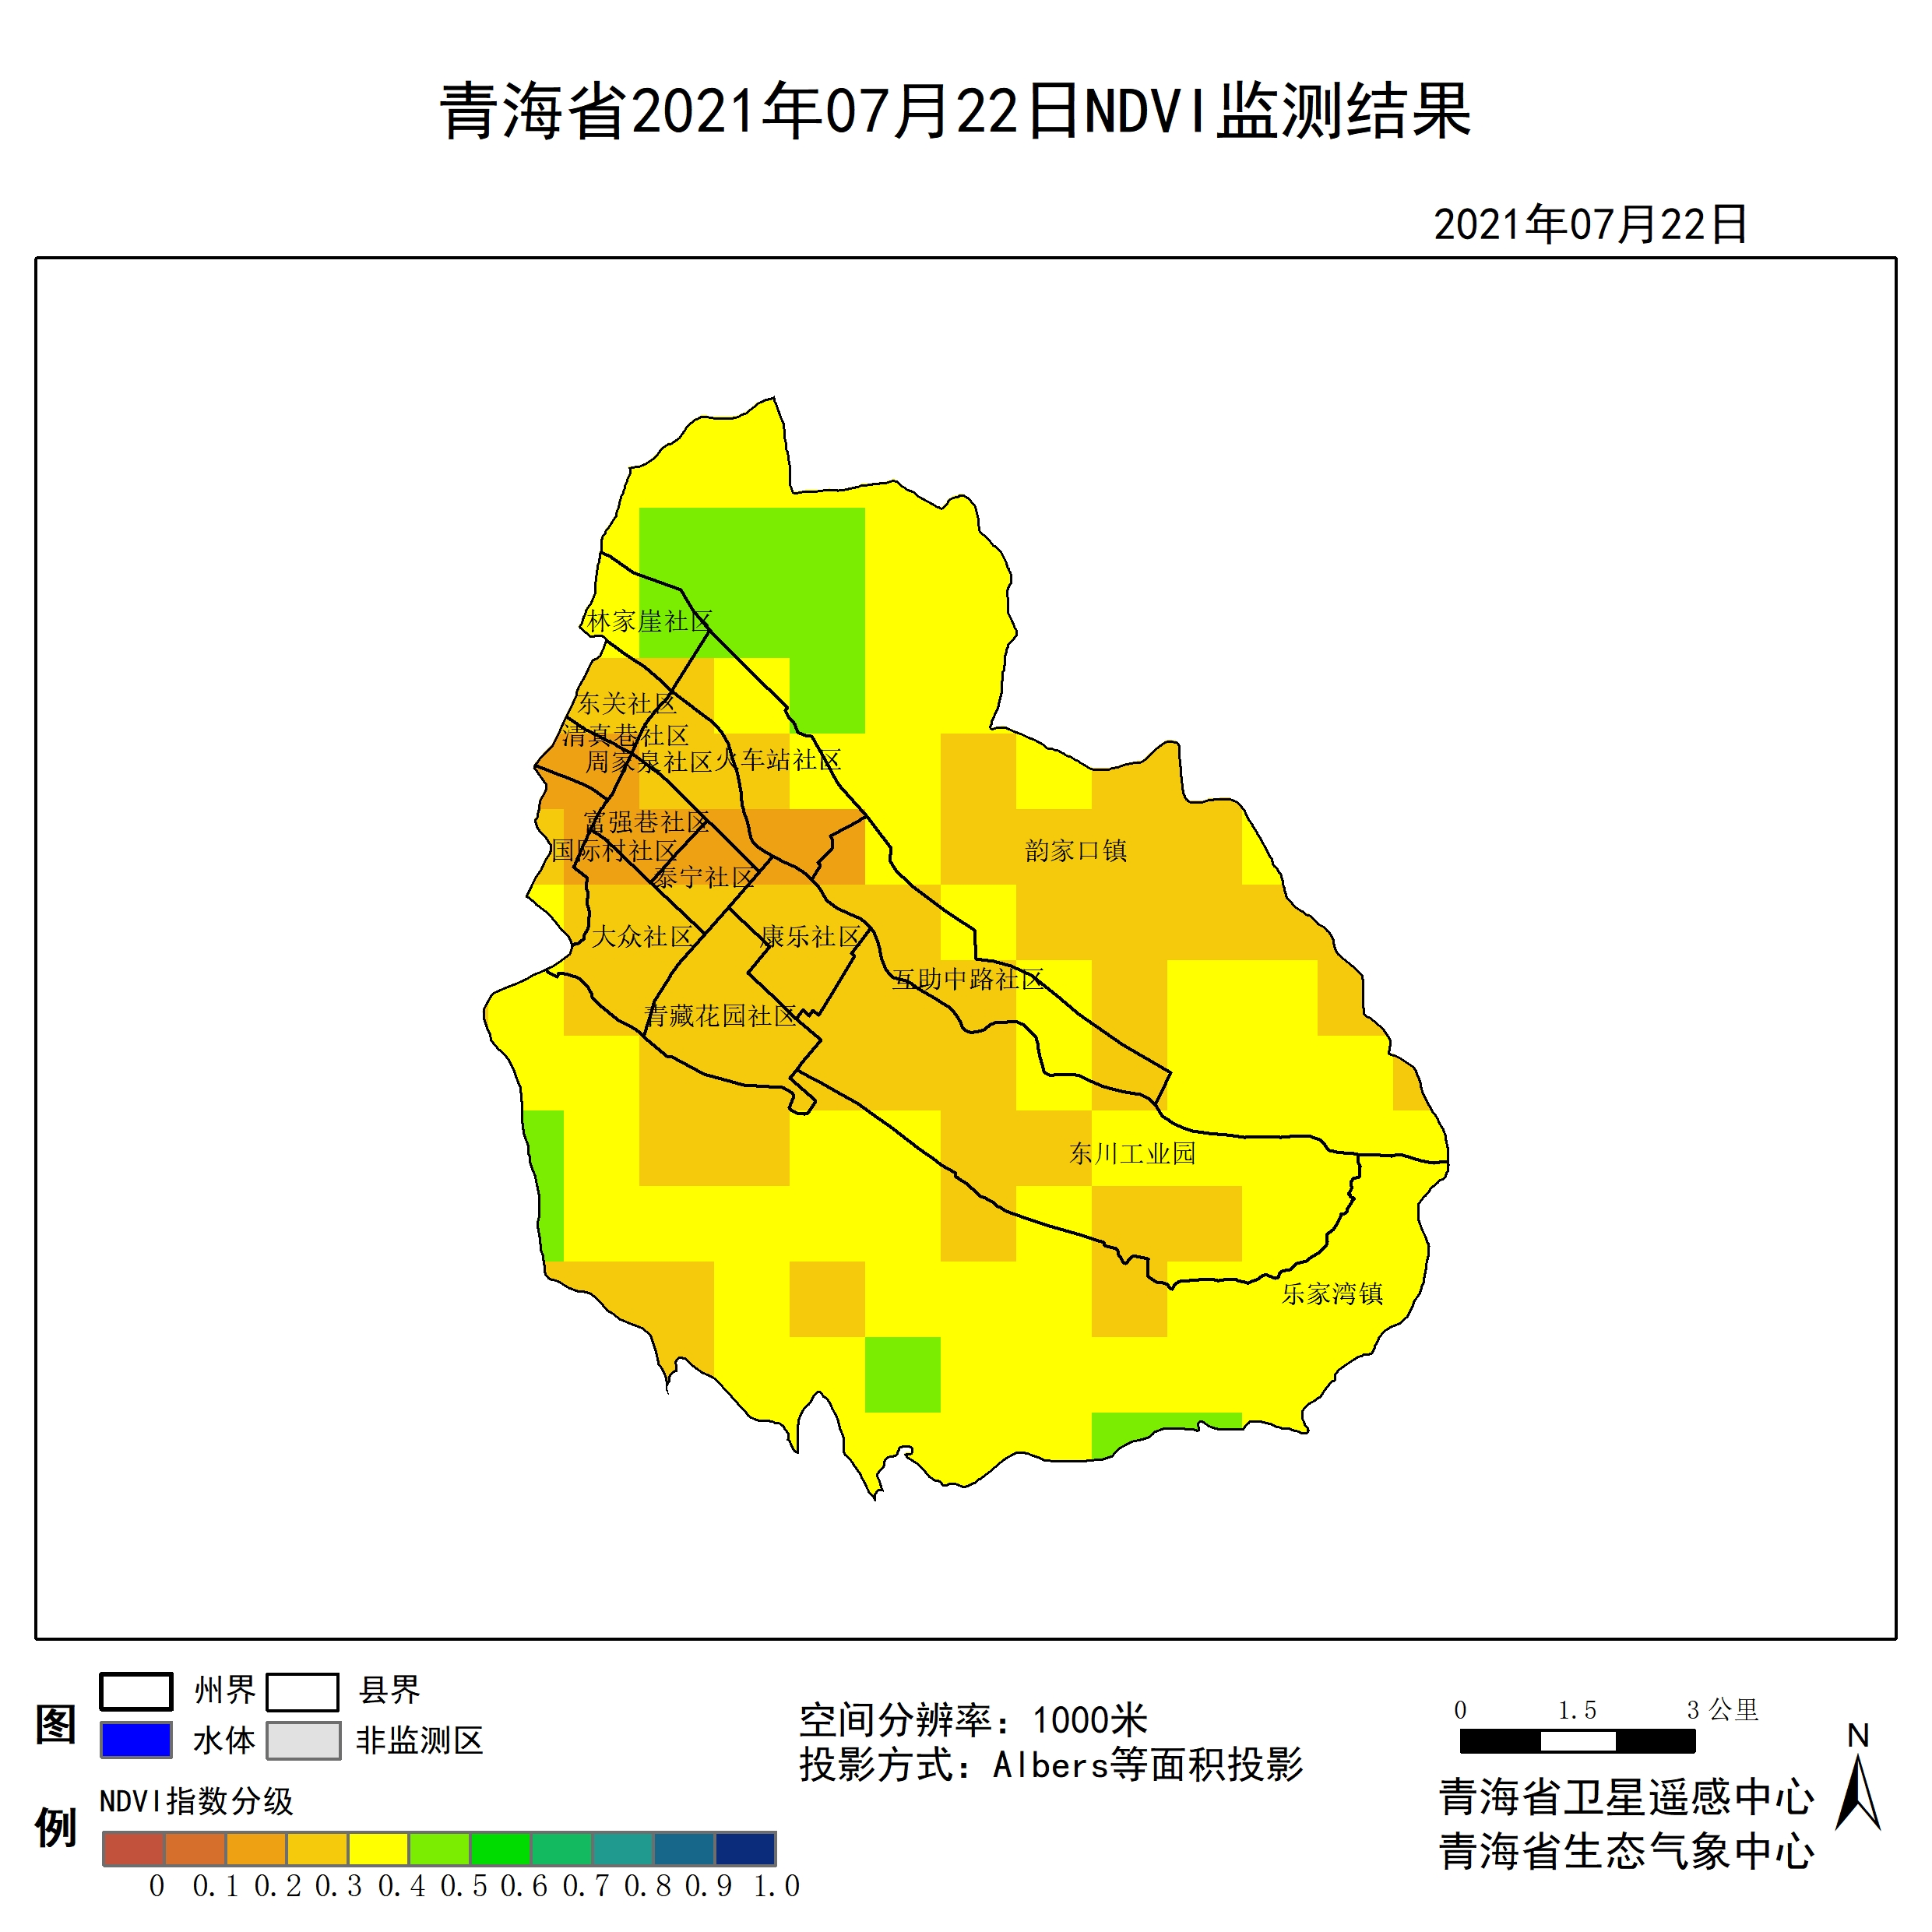 青海省2021年07月22日NDVI监测结果
2021年07月22日
林家崖社区
东关社区
清真巷社区
周家泉社区
火车站社区
富强巷社区
国际村社区
泰宁社区
韵家口镇
大众社区
康乐社区
互助中路社区
青藏花园社区
东川工业园
乐家湾镇
图
例
州界
县界
水体
非监测区
NDVI指数分级
0 0.1 0.2 0.3 0.4 0.5 0.6 0.7 0.8 0.9 1.0
空间分辨率：1000米
投影方式：Albers等面积投影
0 1.5 3 公里
N
青海省卫星遥感中心
青海省生态气象中心